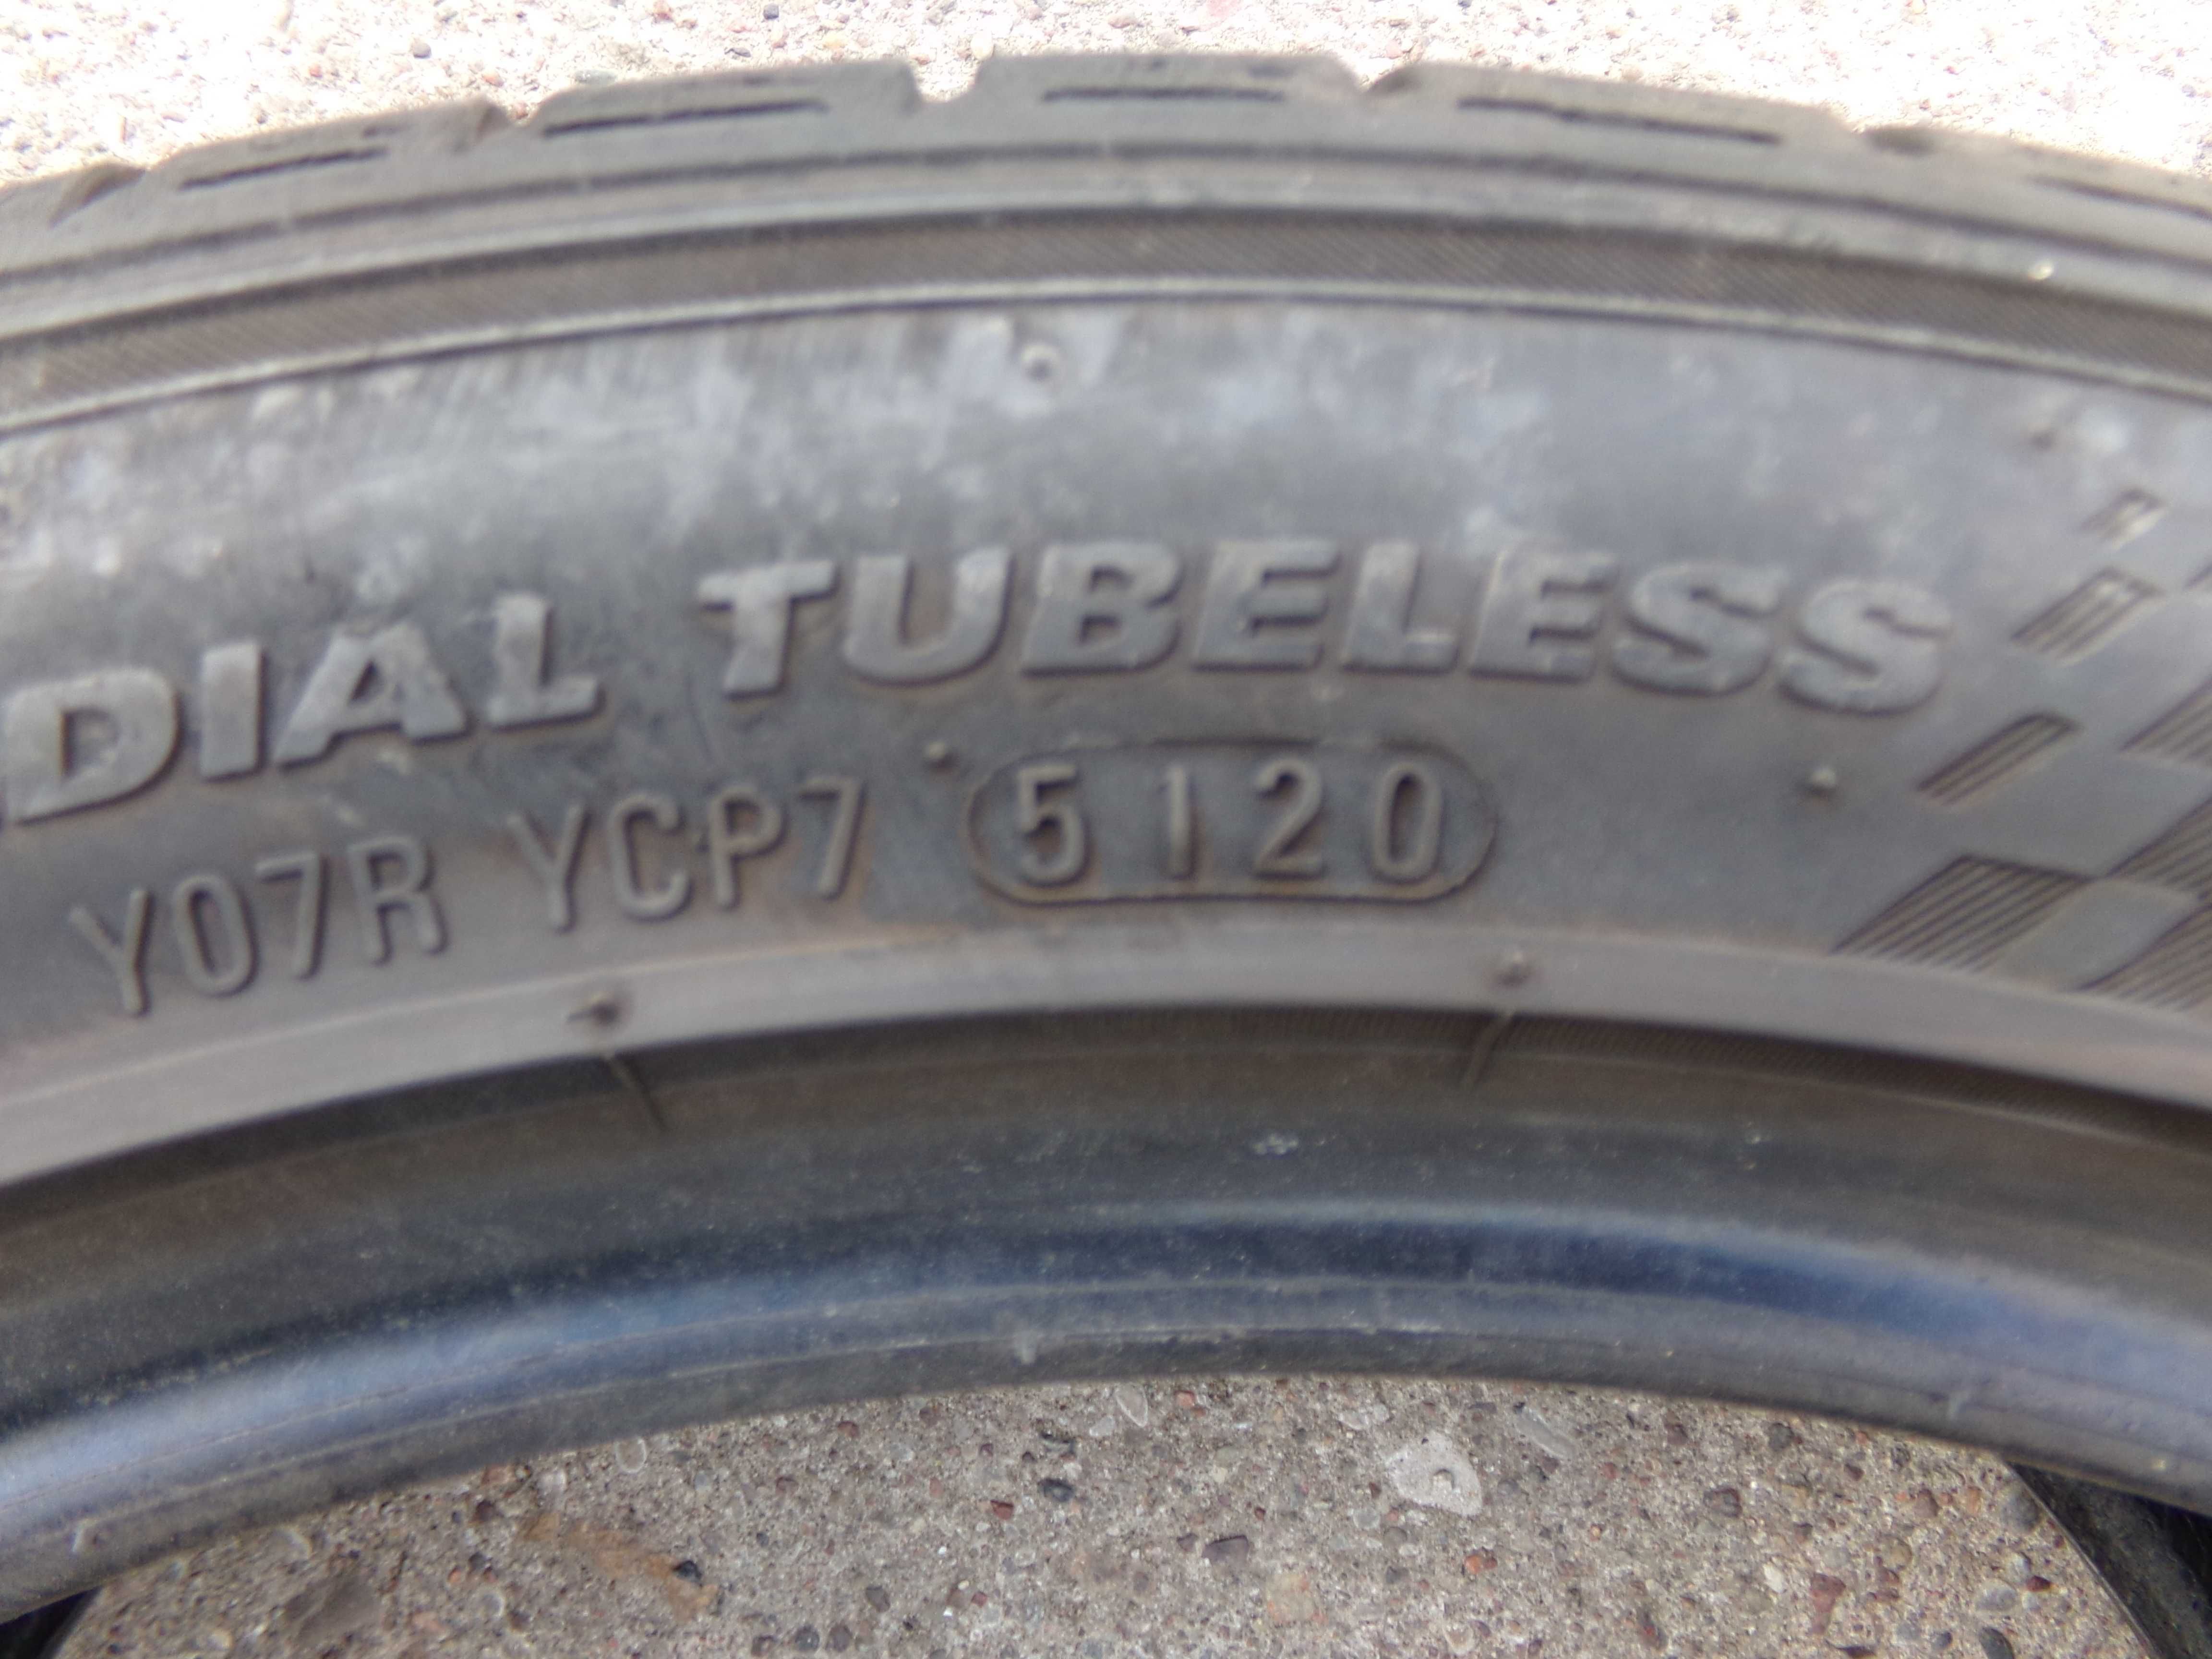 DIAL TUBELESS
Y07R YCP7 5120